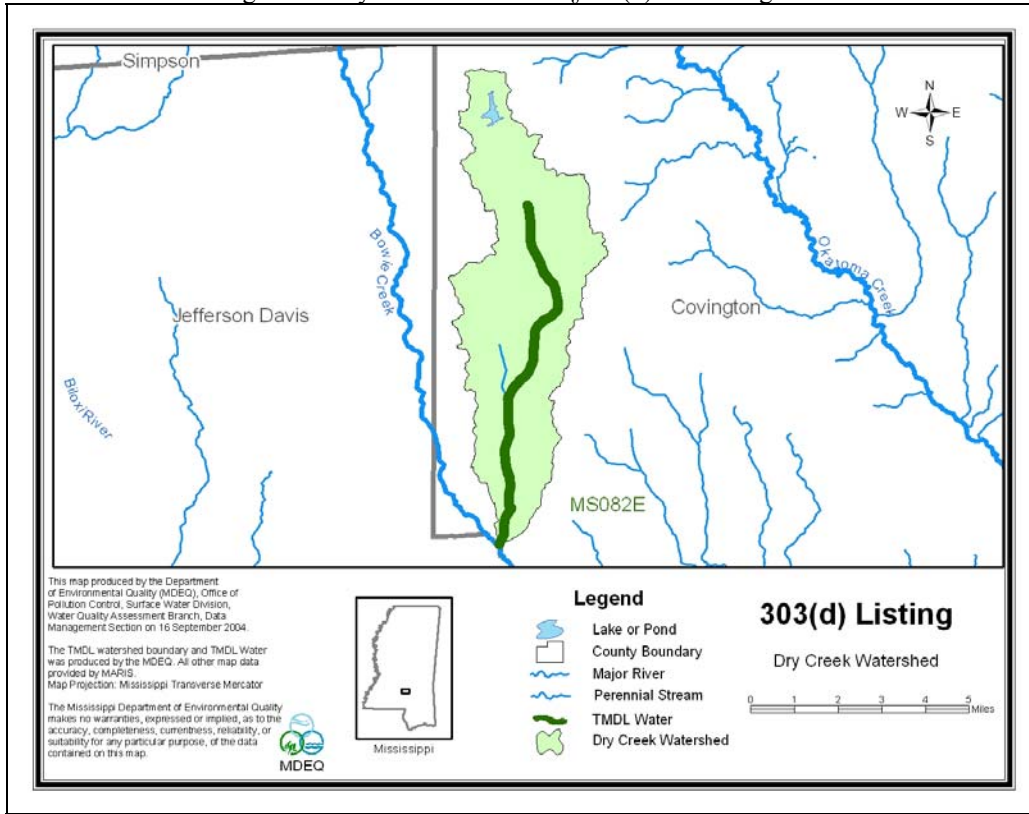 Simpson
N
W E
S
Bowie Creek
Okatoma Creek
Jefferson Davis
Covington
MS082E
This map produced by the Department
of Environmental Quality (MDEQ), Office of
Pollution Control, Surface Water Division,
Water Quality Assessment Branch, Data
Management Section on 16 September 2004.
The TMDL watershed boundary and TMDL Water
was produced by the MDEQ. All other map data
provided by MARIS.
Map Projection: Mississippi Transverse Mercator
The Mississippi Department of Environmental Quality
makes no warranties, expressed or implied, as to the
accuracy, completeness, currentness, reliability, or
suitability for any particular purpose, of the data
contained on this map.
MDEQ
Mississippi
Legend
Lake or Pond
County Boundary
Major River
Perennial Stream
TMDL Water
Dry Creek Watershed
303(d) Listing
Dry Creek Watershed
0 1 2 3 4 5
Miles